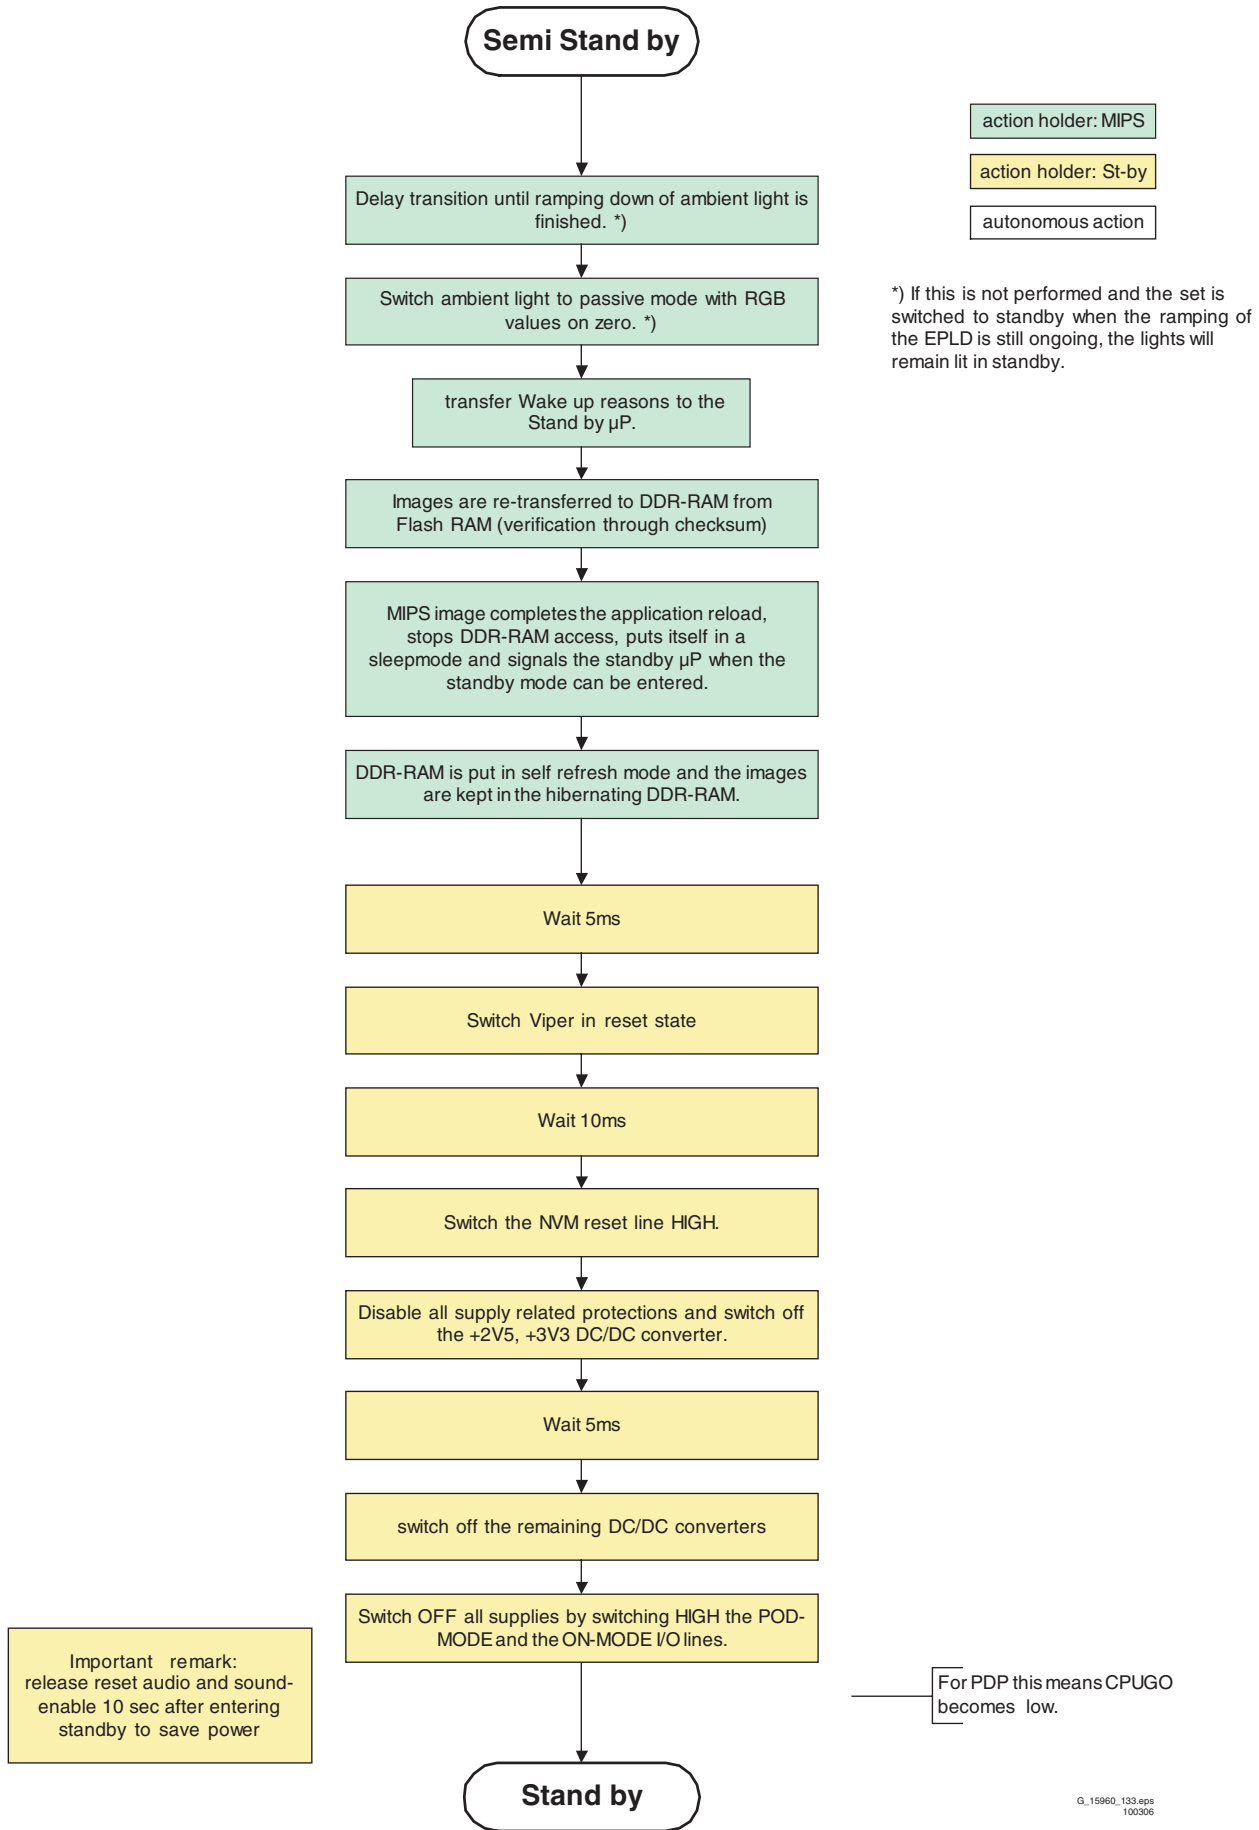 Semi Stand by
action holder: MIPS
action holder: St-by
autonomous action
Delay transition until ramping down of ambient light is
finished. *)
Switch ambient light to passive mode with RGB
values on zero. *)
*) If this is not performed and the set is
switched to standby when the ramping of
the EPLD is still ongoing, the lights will
remain lit in standby.
transfer Wake up reasons to the
Stand by µP.
Images are re-transferred to DDR-RAM from
Flash RAM (verification through checksum)
MIPS image completes the application reload,
stops DDR-RAM access, puts itself in a
sleepmode and signals the standby µP when the
standby mode can be entered.
DDR-RAM is put in self refresh mode and the images
are kept in the hibernating DDR-RAM.
Wait 5ms
Switch Viper in reset state
Wait 10ms
Switch the NVM reset line HIGH.
Disable all supply related protections and switch off
the +2V5, +3V3 DC/DC converter.
Wait 5ms
switch off the remaining DC/DC converters
Switch OFF all supplies by switching HIGH the POD-
MODE and the ON-MODE I/O lines.
Important remark:
release reset audio and sound-
enable 10 sec after entering
standby to save power
For PDP this means CPUGO
becomes low.
Stand by
G_15960_133.eps
100306